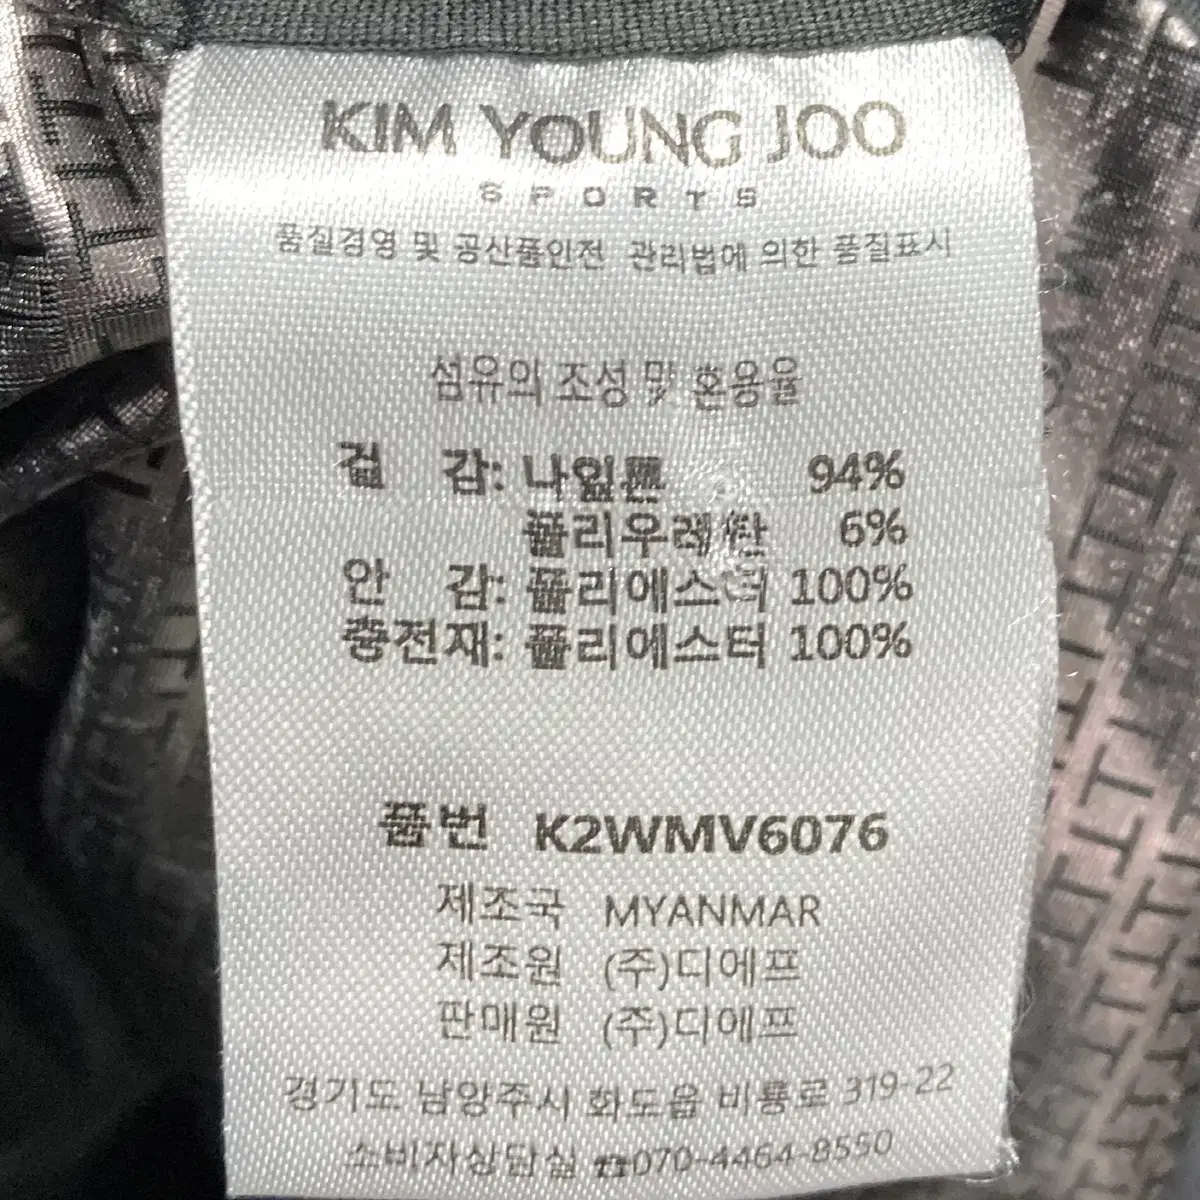 KIM YOUNG JOO
SPORTS
품질경영 및 공산품안전 관리법에 의한 품질표시
섬유의 조성 및 혼용율
겉 감: 나일론 94%
폴리우레탄 6%
안 감: 폴리에스터 100%
충전재: 폴리에스터 100%
품번 K2WMV6076
제조국 MYANMAR
제조원 (주)디에프
판매원 (주)디에프
경기도 남양주시 화도읍 비룡로 319-22
소비자상담실 ☎070-4464-8550